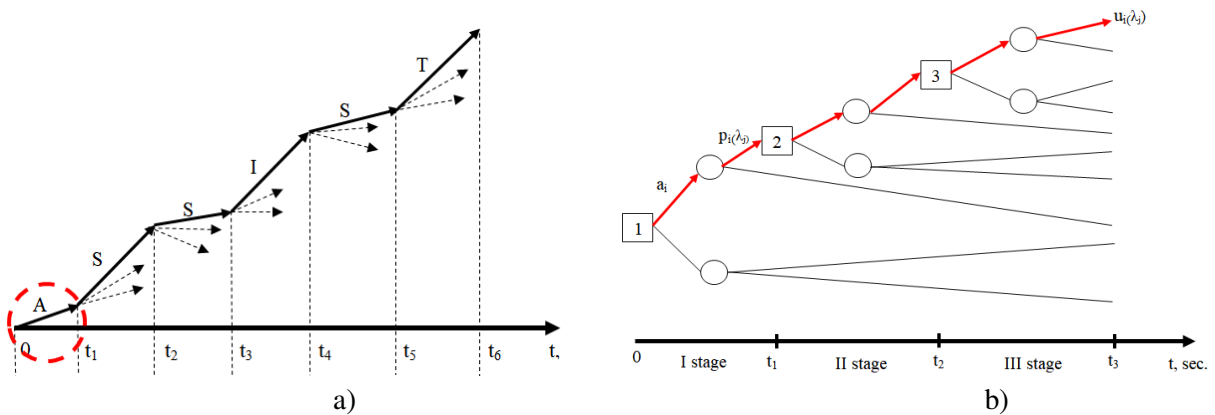 T
S
I
S
S
A
0 t₁ t₂ t₃ t₄ t₅ t₆ t,
a)
uᵢ(λⱼ)
3
pᵢ(λⱼ)
2
aᵢ
1
0 I stage t₁ II stage t₂ III stage t₃ t, sec.
b)